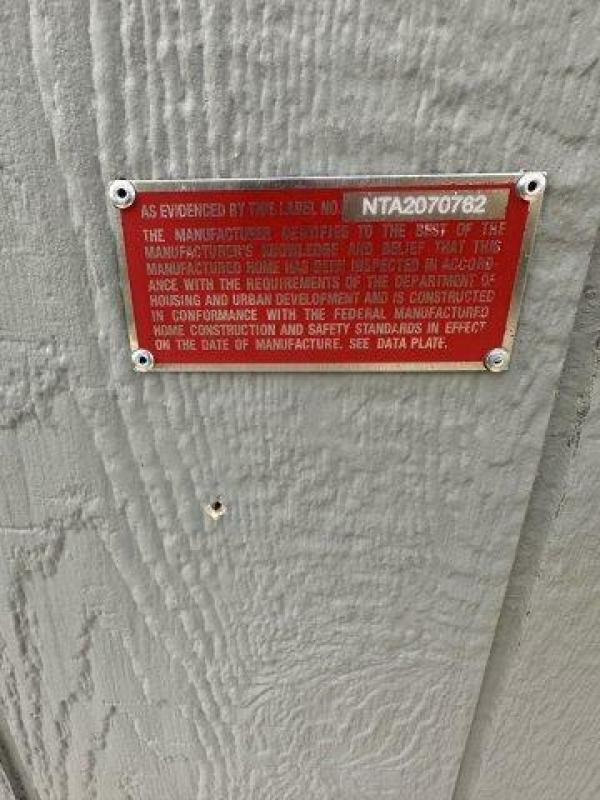 AS EVIDENCED BY THIS LABEL NO. NTA2070762
THE MANUFACTURER CERTIFIES TO THE BEST OF THE
MANUFACTURER'S KNOWLEDGE AND BELIEF THAT THIS
MANUFACTURED HOME HAS BEEN INSPECTED IN ACCORD-
ANCE WITH THE REQUIREMENTS OF THE DEPARTMENT OF
HOUSING AND URBAN DEVELOPMENT AND IS CONSTRUCTED
IN CONFORMANCE WITH THE FEDERAL MANUFACTURED
HOME CONSTRUCTION AND SAFETY STANDARDS IN EFFECT
ON THE DATE OF MANUFACTURE. SEE DATA PLATE.